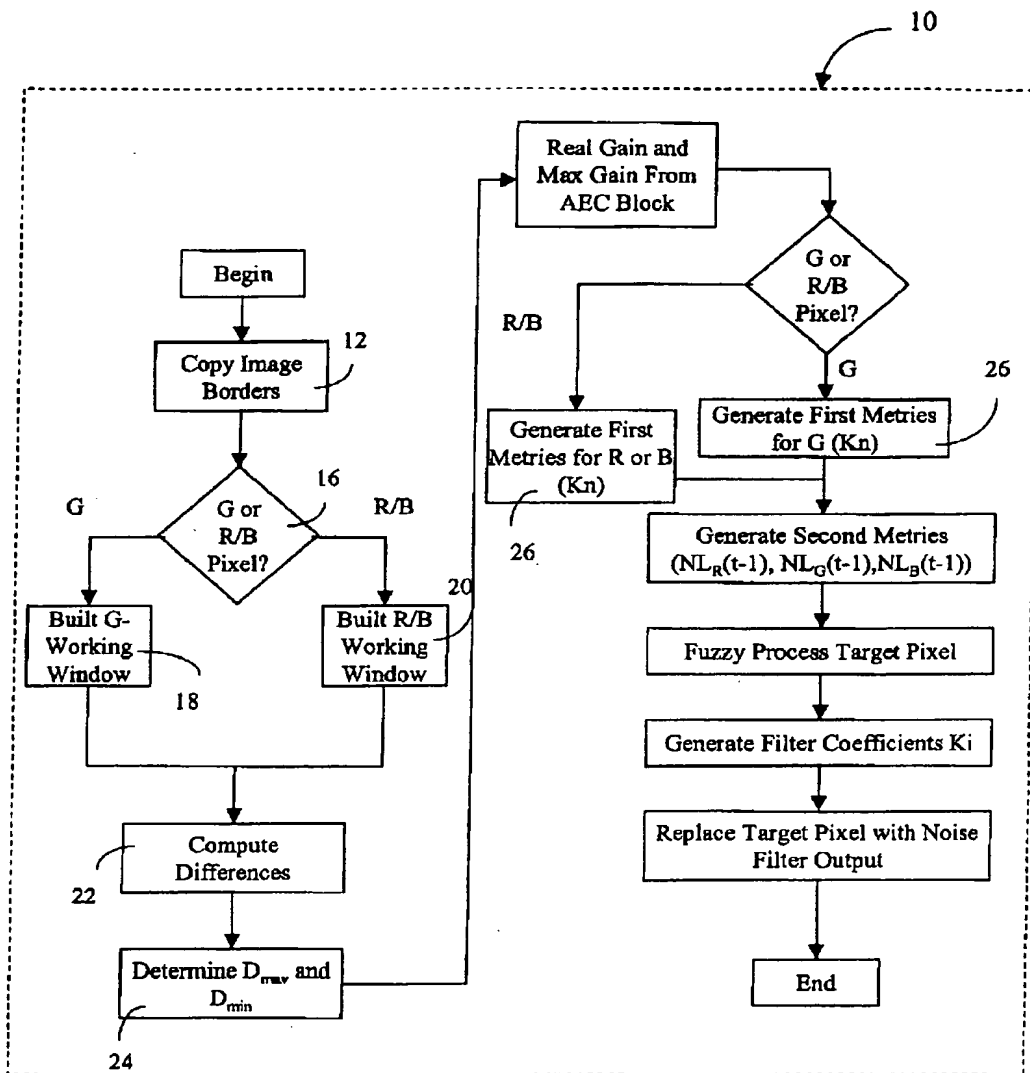 10
Begin
Copy Image
Borders
12
G or
R/B
Pixel?
16
G
R/B
Built G-
Working
Window
18
Built R/B
Working
Window
20
Compute
Differences
22
Determine Dmax and
Dmin
24
Real Gain and
Max Gain From
AEC Block
G or
R/B
Pixel?
R/B
G
Generate First
Metries for R or B
(Kn)
26
Generate First Metries
for G (Kn)
26
Generate Second Metries
(NLR(t-1), NLG(t-1),NLB(t-1))
Fuzzy Process Target Pixel
Generate Filter Coefficients Ki
Replace Target Pixel with Noise
Filter Output
End